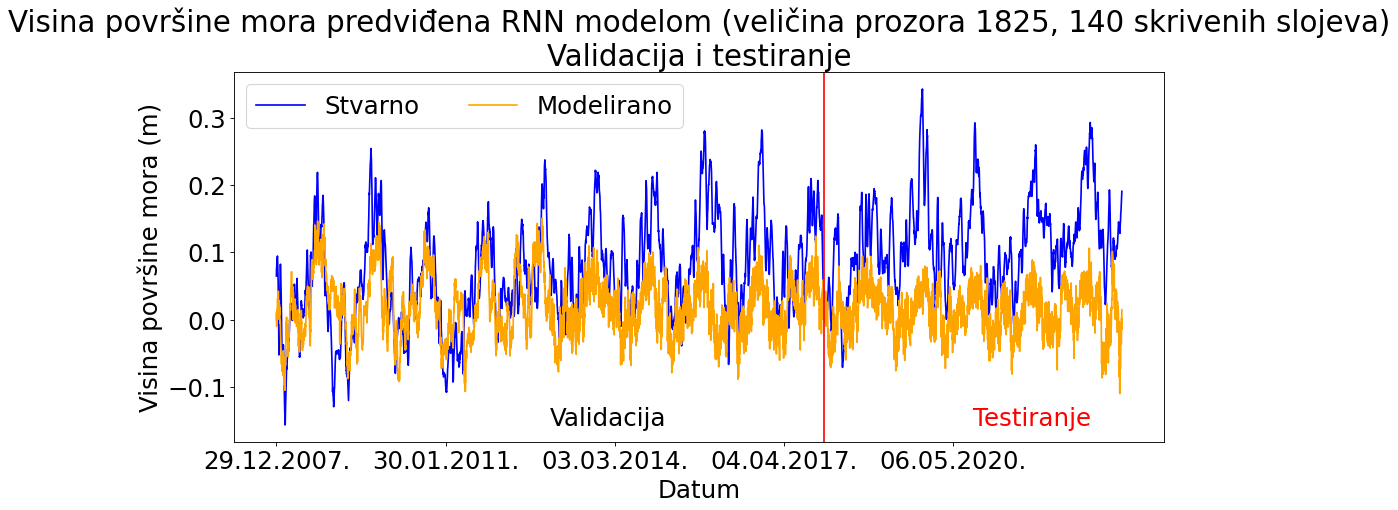 Visina površine mora predviđena RNN modelom (veličina prozora 1825, 140 skrivenih slojeva)
Validacija i testiranje
Stvarno
Modelirano
Visina površine mora (m)
0.3
0.2
0.1
0.0
−0.1
Validacija
Testiranje
29.12.2007.
30.01.2011.
03.03.2014.
04.04.2017.
06.05.2020.
Datum